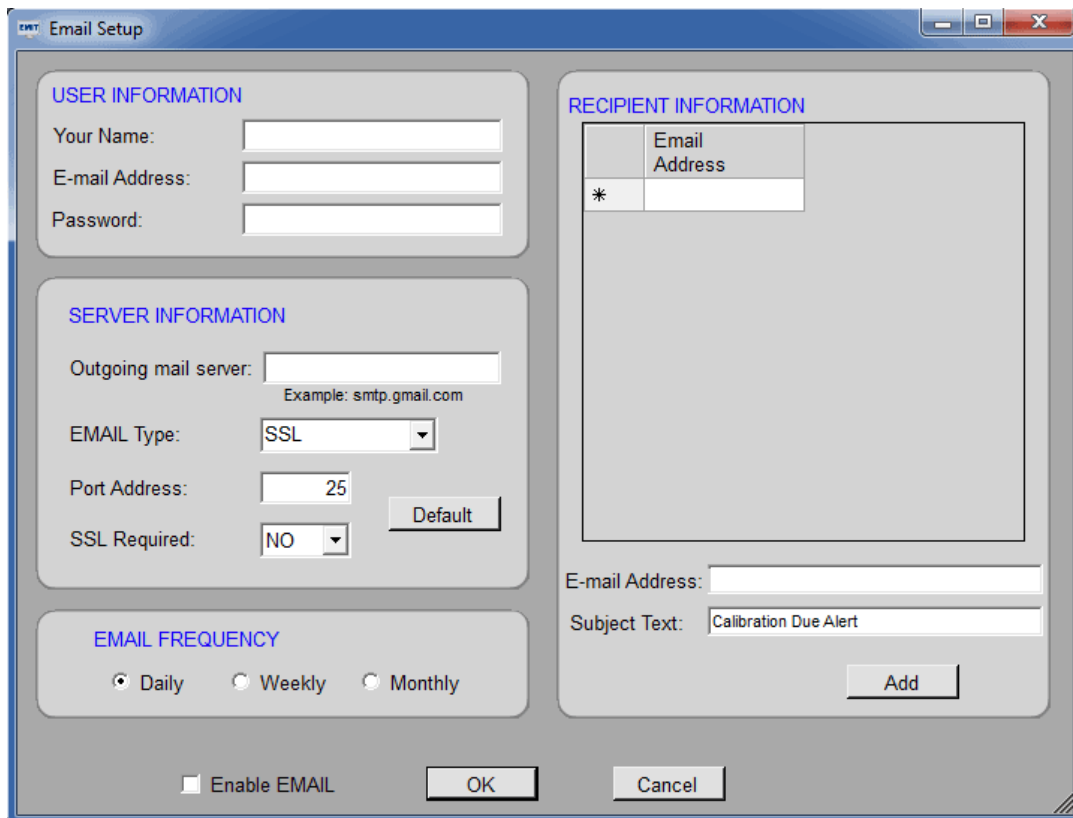 Email Setup
USER INFORMATION
Your Name:
E-mail Address:
Password:
SERVER INFORMATION
Outgoing mail server:
Example: smtp.gmail.com
EMAIL Type: SSL
Port Address: 25
Default
SSL Required: NO
EMAIL FREQUENCY
Daily Weekly Monthly
RECIPIENT INFORMATION
Email
Address
*
E-mail Address:
Subject Text: Calibration Due Alert
Add
Enable EMAIL OK Cancel